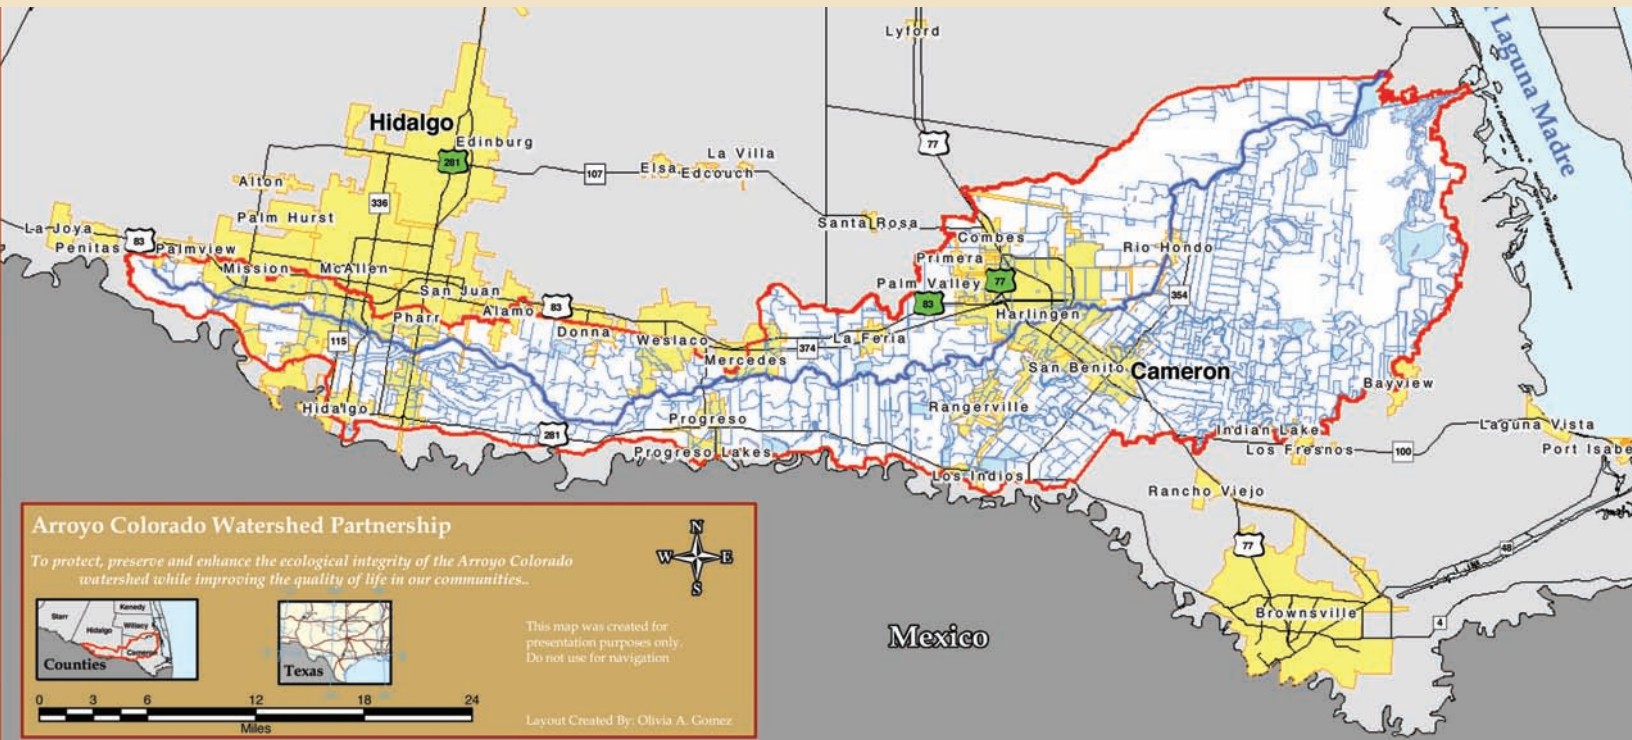 Lyford
Laguna Madre
Hidalgo
77
Edinburg
281
La Villa
107
Elsa
Edcouch
Alton
336
Palm Hurst
Santa Rosa
La Joya
83
Penitas
Palmview
Combes
Rio Hondo
Primera
Mission
McAllen
Palm Valley
77
San Juan
83
354
Alamo
83
Harlingen
Pharr
Donna
115
Weslaco
374
La Feria
Mercedes
San Benito
Cameron
Bayview
Hidalgo
Rangerville
Progreso
281
Indian Lake
Laguna Vista
Progreso Lakes
Los Fresnos
100
Port Isabe
Los Indios
Rancho Viejo
77
48
Brownsville
4
Mexico
Arroyo Colorado Watershed Partnership
To protect, preserve and enhance the ecological integrity of the Arroyo Colorado
watershed while improving the quality of life in our communities..
N
W E
S
Starr
Kenedy
Hidalgo
Willacy
Cameron
Counties
Texas
This map was created for
presentation purposes only.
Do not use for navigation
0 3 6 12 18 24
Miles
Layout Created By: Olivia A. Gomez